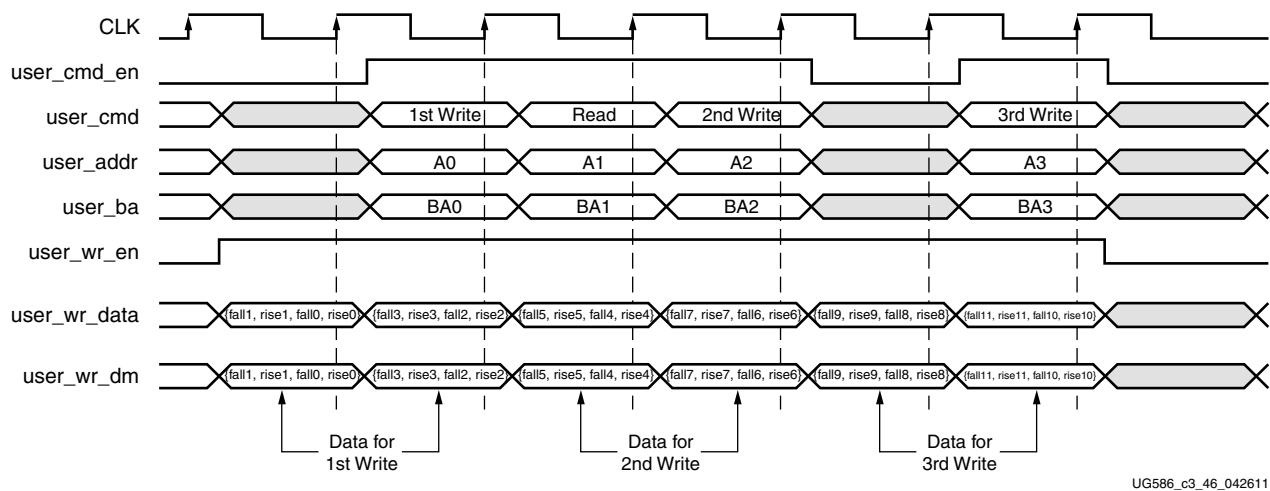 CLK
user_cmd_en
user_cmd 1st Write Read 2nd Write 3rd Write
user_addr A0 A1 A2 A3
user_ba BA0 BA1 BA2 BA3
user_wr_en
user_wr_data {fall1, rise1, fall0, rise0} {fall3, rise3, fall2, rise2} {fall5, rise5, fall4, rise4} {fall7, rise7, fall6, rise6} {fall9, rise9, fall8, rise8} {fall11, rise11, fall10, rise10}
user_wr_dm {fall1, rise1, fall0, rise0} {fall3, rise3, fall2, rise2} {fall5, rise5, fall4, rise4} {fall7, rise7, fall6, rise6} {fall9, rise9, fall8, rise8} {fall11, rise11, fall10, rise10}
Data for
1st Write
Data for
2nd Write
Data for
3rd Write
UG586_c3_46_042611